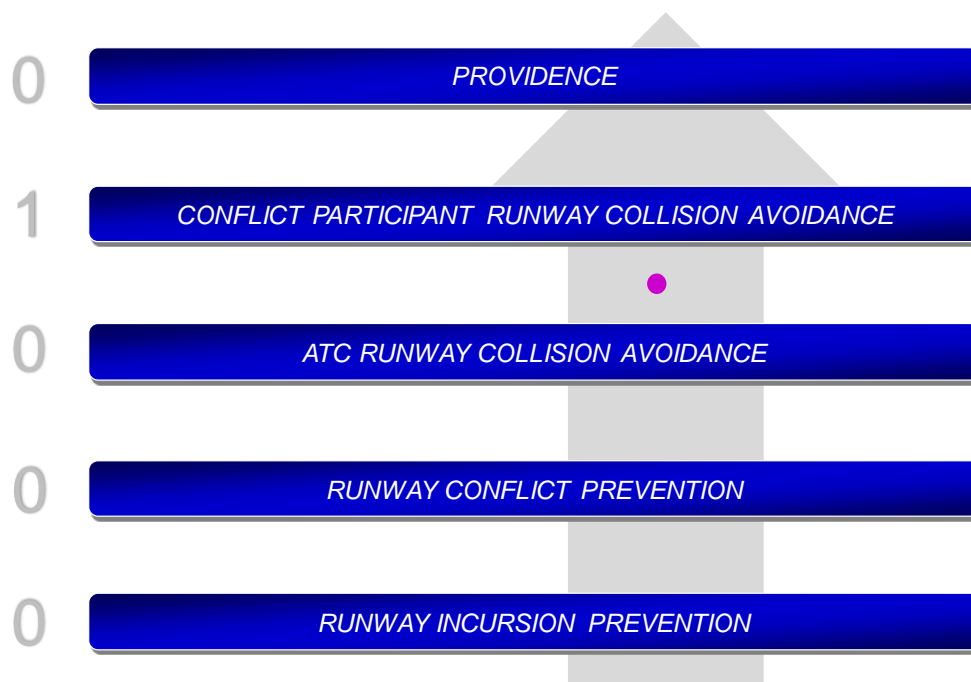 0
PROVIDENCE
1
CONFLICT PARTICIPANT RUNWAY COLLISION AVOIDANCE
0
ATC RUNWAY COLLISION AVOIDANCE
0
RUNWAY CONFLICT PREVENTION
0
RUNWAY INCURSION PREVENTION